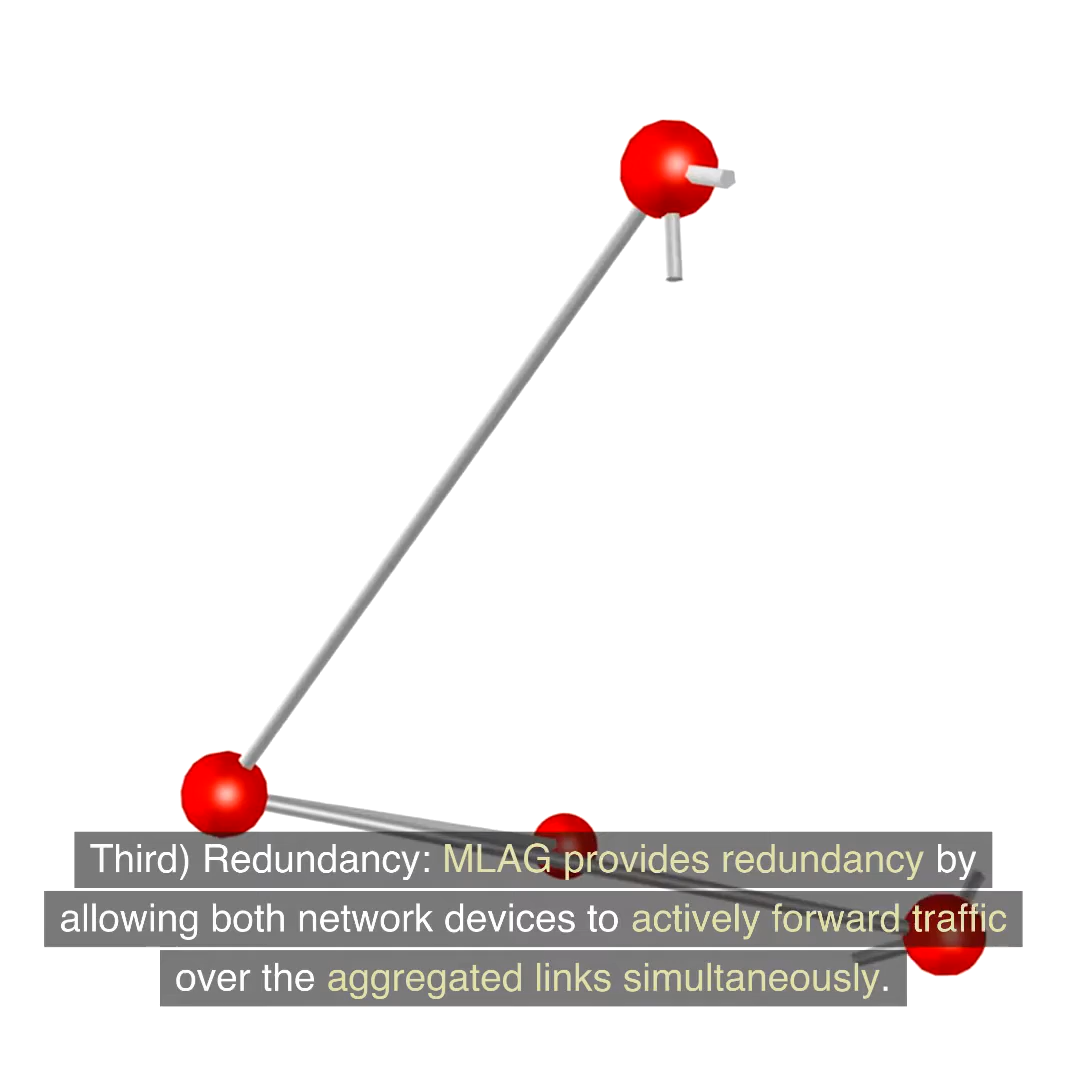 Third) Redundancy: MLAG provides redundancy by
allowing both network devices to actively forward traffic
over the aggregated links simultaneously.